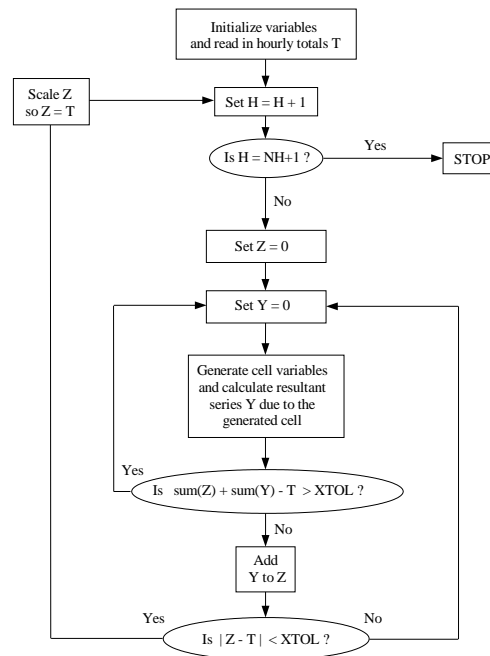 Initialize variables
and read in hourly totals T
Scale Z
so Z = T
Set H = H + 1
Is H = NH+1 ?
Yes
STOP
No
Set Z = 0
Set Y = 0
Generate cell variables
and calculate resultant
series Y due to the
generated cell
Yes
Is sum(Z) + sum(Y) - T > XTOL ?
No
Add
Y to Z
Yes
No
Is | Z - T | < XTOL ?